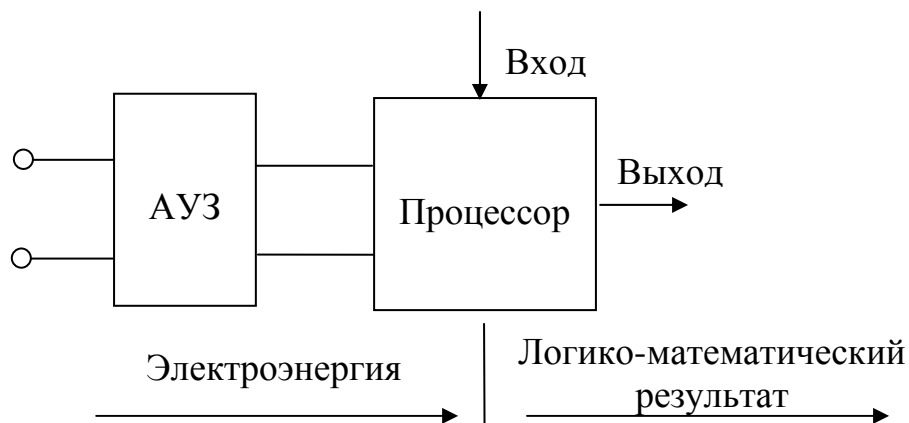 Вход
Выход
АУЗ
Процессор
Электроэнергия
Логико-математический
результат